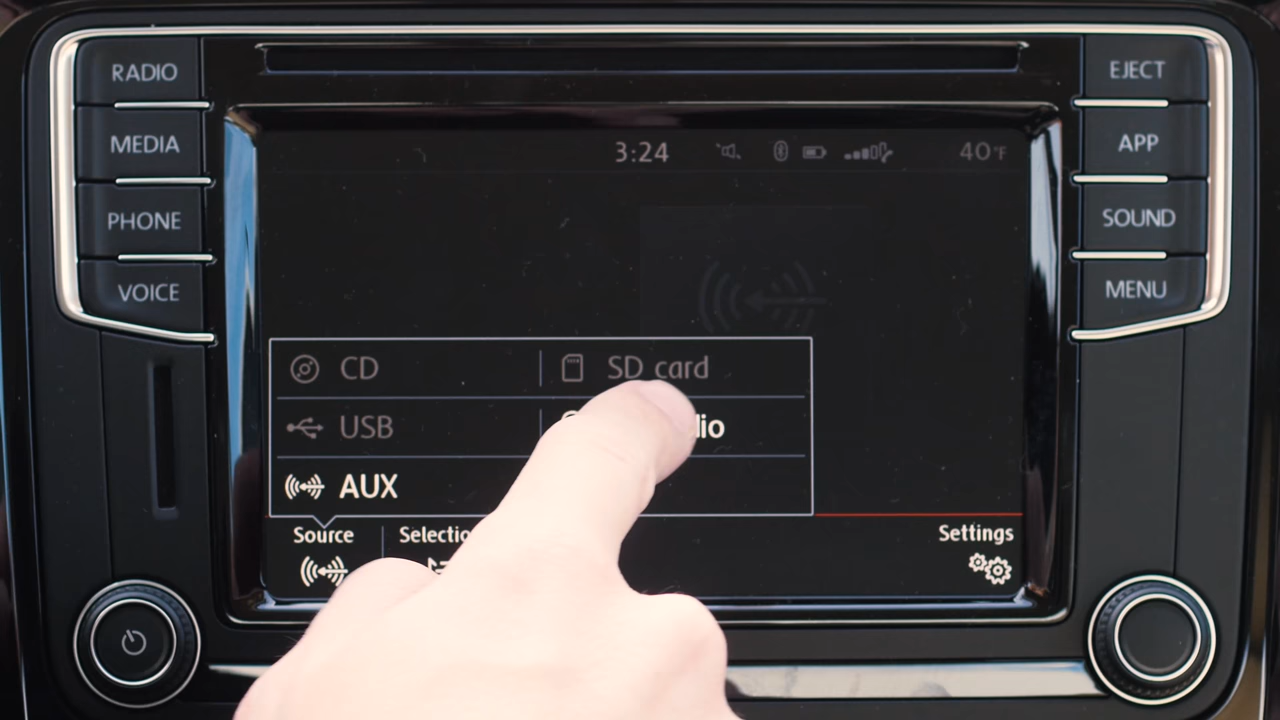 RADIO
MEDIA
PHONE
VOICE
EJECT
APP
SOUND
MENU
3:24
40°F
CD
SD card
USB
AUX
Source
Settings